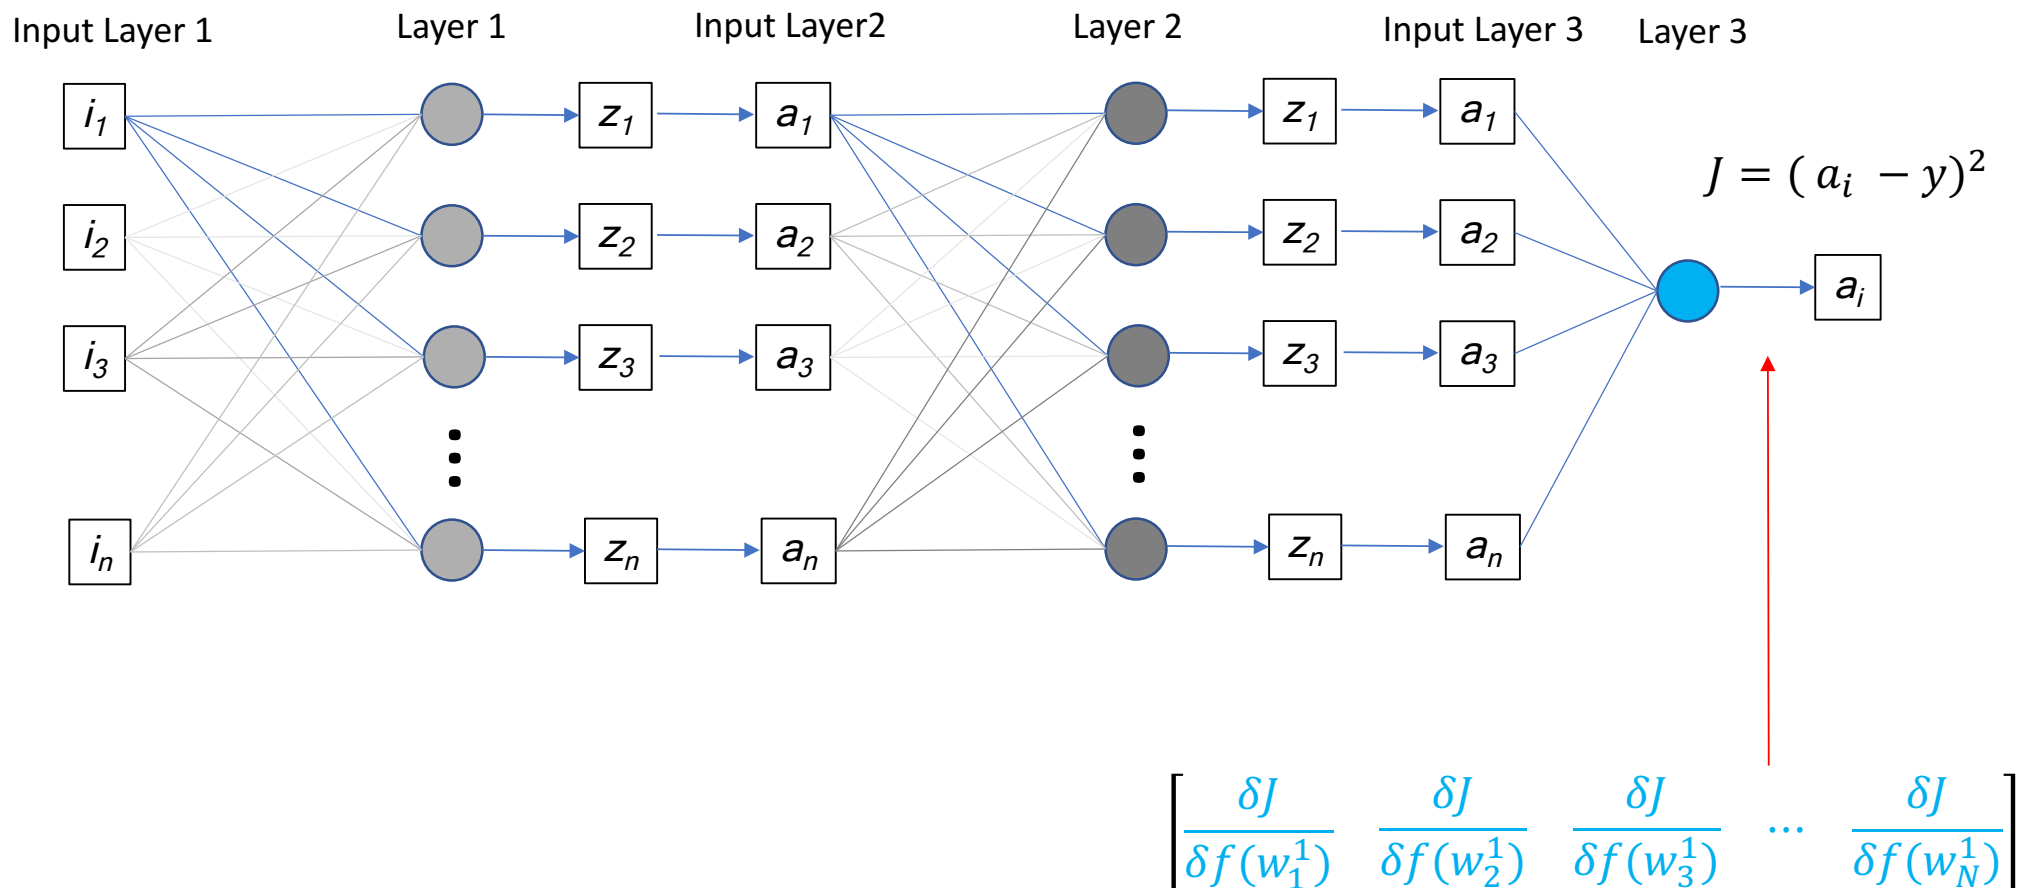 Input Layer 1 Layer 1 Input Layer2 Layer 2 Input Layer 3 Layer 3
i₁ z₁ a₁ z₁ a₁
J = ( aᵢ − y)²
i₂ z₂ a₂ z₂ a₂
aᵢ
i₃ z₃ a₃ z₃ a₃
iₙ zₙ aₙ zₙ aₙ
[δJ/δf(w₁¹) δJ/δf(w₂¹) δJ/δf(w₃¹) ⋯ δJ/δf(w_N¹)]